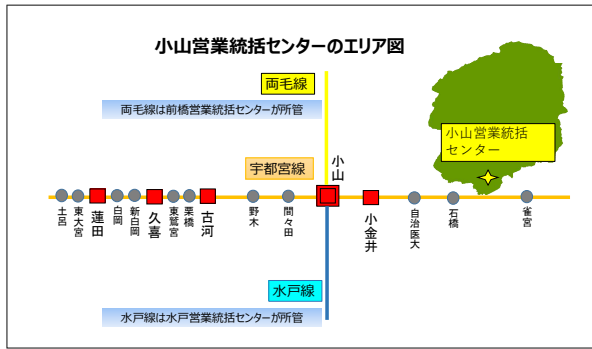 小山営業統括センターのエリア図
両毛線
両毛線は前橋営業統括センターが所管
小山営業統括
センター
宇都宮線
小山
土呂
東大宮
蓮田
白岡
新白岡
久喜
東鷲宮
栗橋
古河
野木
間々田
小金井
自治医大
石橋
雀宮
水戸線
水戸線は水戸営業統括センターが所管